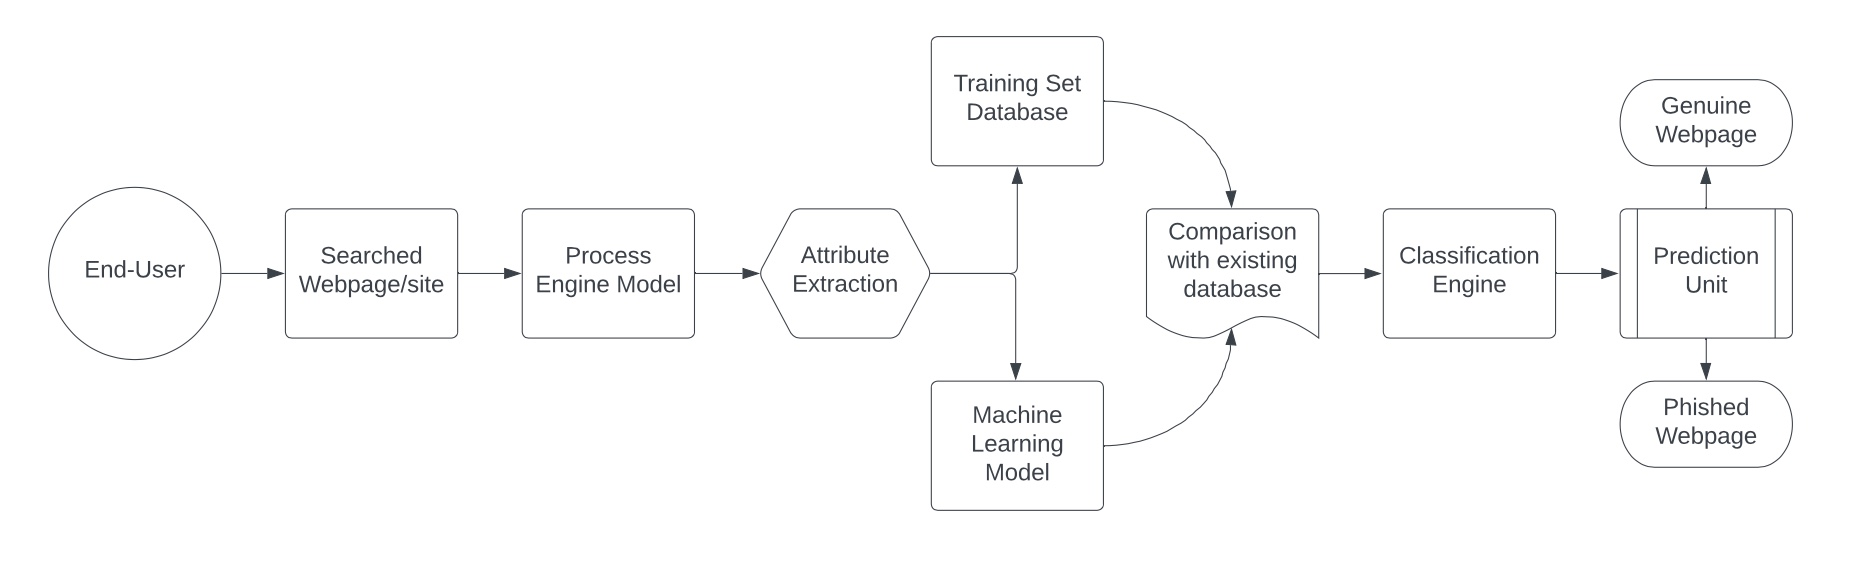 End-User
Searched
Webpage/site
Process
Engine Model
Attribute
Extraction
Training Set
Database
Machine
Learning
Model
Comparison
with existing
database
Classification
Engine
Prediction
Unit
Genuine
Webpage
Phished
Webpage